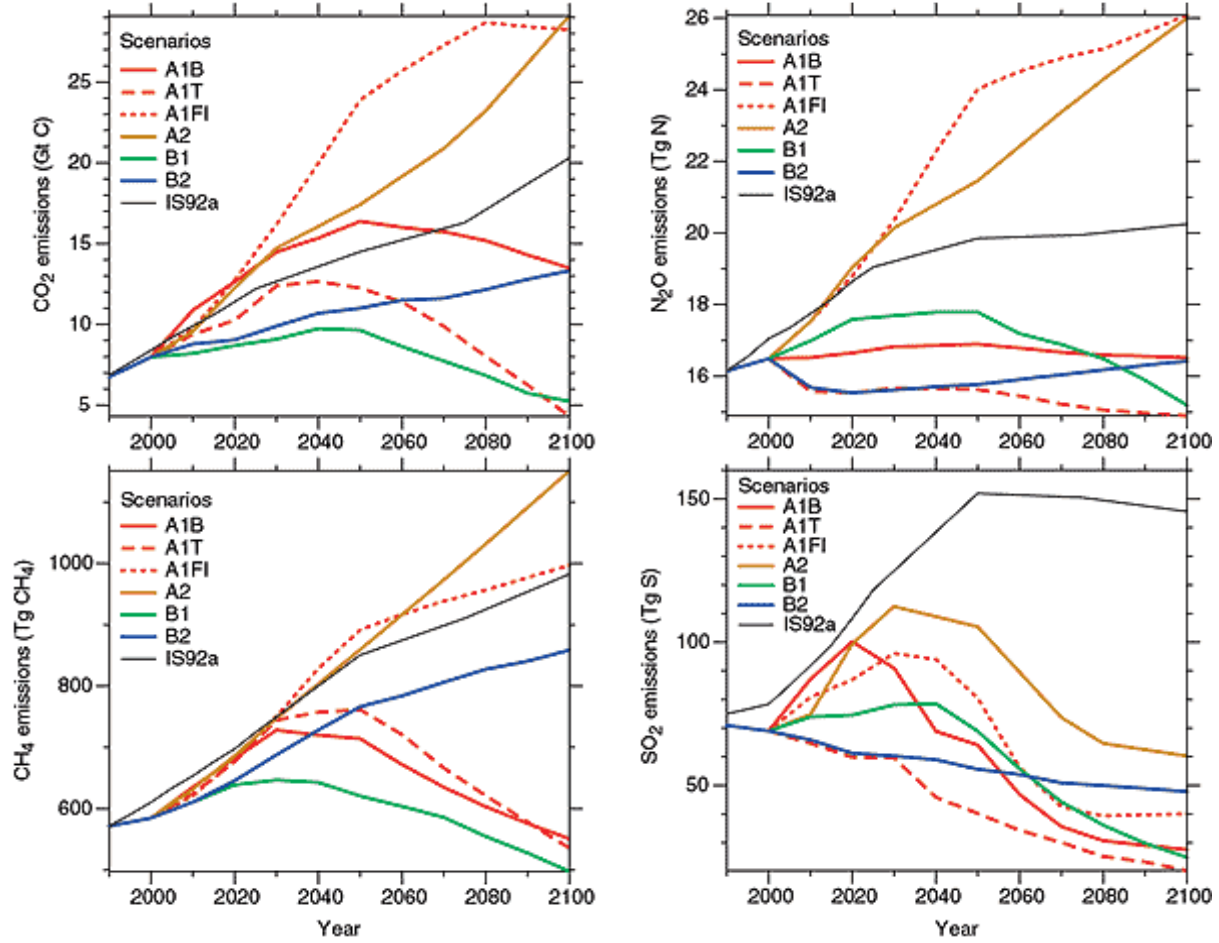 Scenarios
A1B
A1T
A1FI
A2
B1
B2
IS92a
CO2 emissions (Gt C)
25
20
15
10
5
2000 2020 2040 2060 2080 2100
Scenarios
A1B
A1T
A1FI
A2
B1
B2
IS92a
N2O emissions (Tg N)
26
24
22
20
18
16
2000 2020 2040 2060 2080 2100
Scenarios
A1B
A1T
A1FI
A2
B1
B2
IS92a
CH4 emissions (Tg CH4)
1000
800
600
2000 2020 2040 2060 2080 2100
Year
Scenarios
A1B
A1T
A1FI
A2
B1
B2
IS92a
SO2 emissions (Tg S)
150
100
50
2000 2020 2040 2060 2080 2100
Year